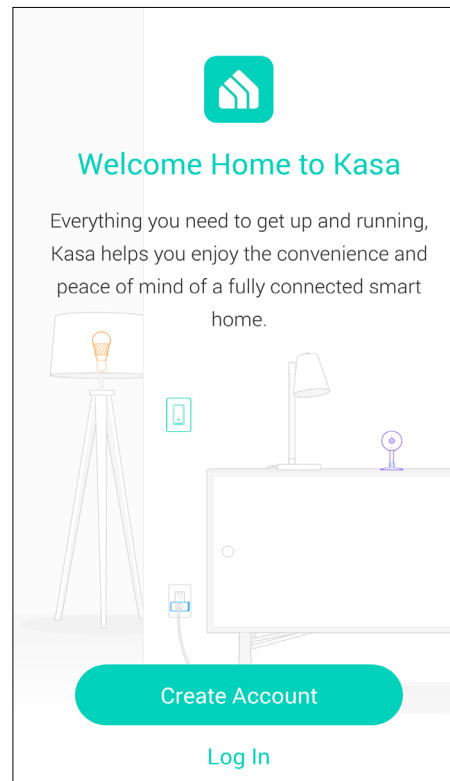 Welcome Home to Kasa
Everything you need to get up and running,
Kasa helps you enjoy the convenience and
peace of mind of a fully connected smart
home.
Create Account
Log In